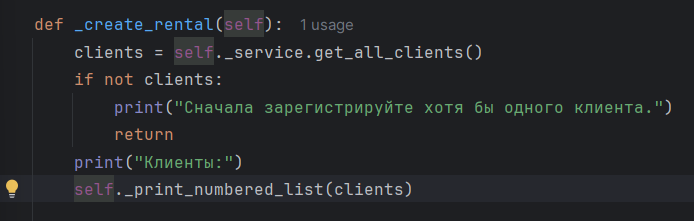 def _create_rental(self): 1 usage
    clients = self._service.get_all_clients()
    if not clients:
        print("Сначала зарегистрируйте хотя бы одного клиента.")
        return
    print("Клиенты:")
    self._print_numbered_list(clients)